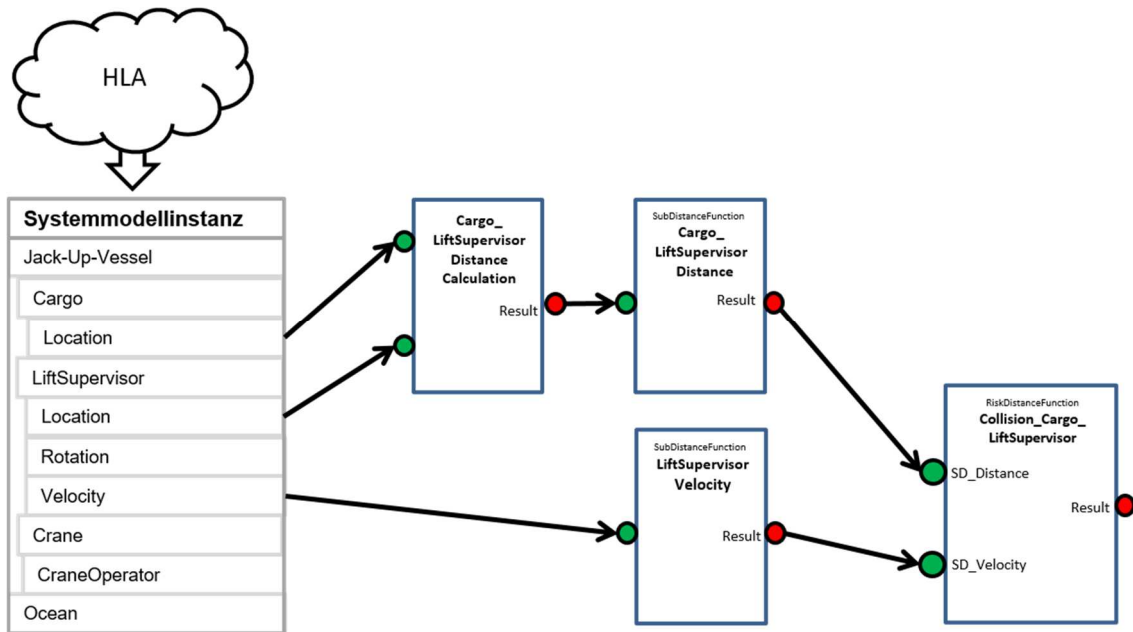 HLA
Systemmodellinstanz
Jack-Up-Vessel
Cargo
Location
LiftSupervisor
Location
Rotation
Velocity
Crane
CraneOperator
Ocean
Cargo_
LiftSupervisor
Distance
Calculation
Result
SubDistanceFunction
Cargo_
LiftSupervisor
Distance
Result
SubDistanceFunction
LiftSupervisor
Velocity
Result
RiskDistanceFunction
Collision_Cargo_
LiftSupervisor
SD_Distance
Result
SD_Velocity